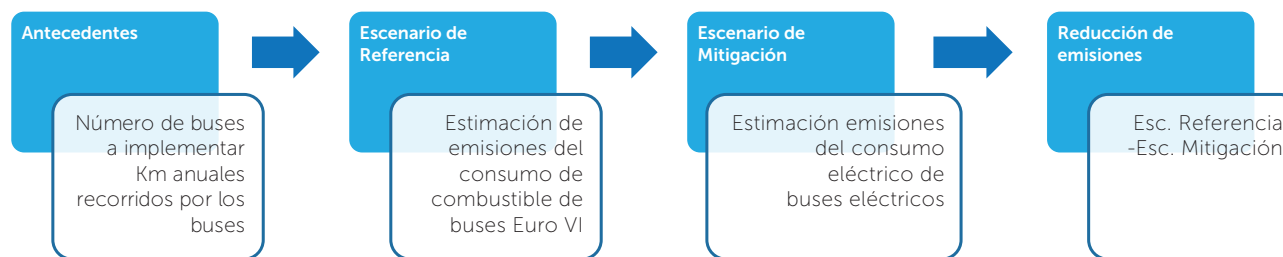 Antecedentes
Número de buses
a implementar
Km anuales
recorridos por los
buses
Escenario de
Referencia
Estimación de
emisiones del
consumo de
combustible de
buses Euro VI
Escenario de
Mitigación
Estimación emisiones
del consumo
eléctrico de
buses eléctricos
Reducción de
emisiones
Esc. Referencia
-Esc. Mitigación